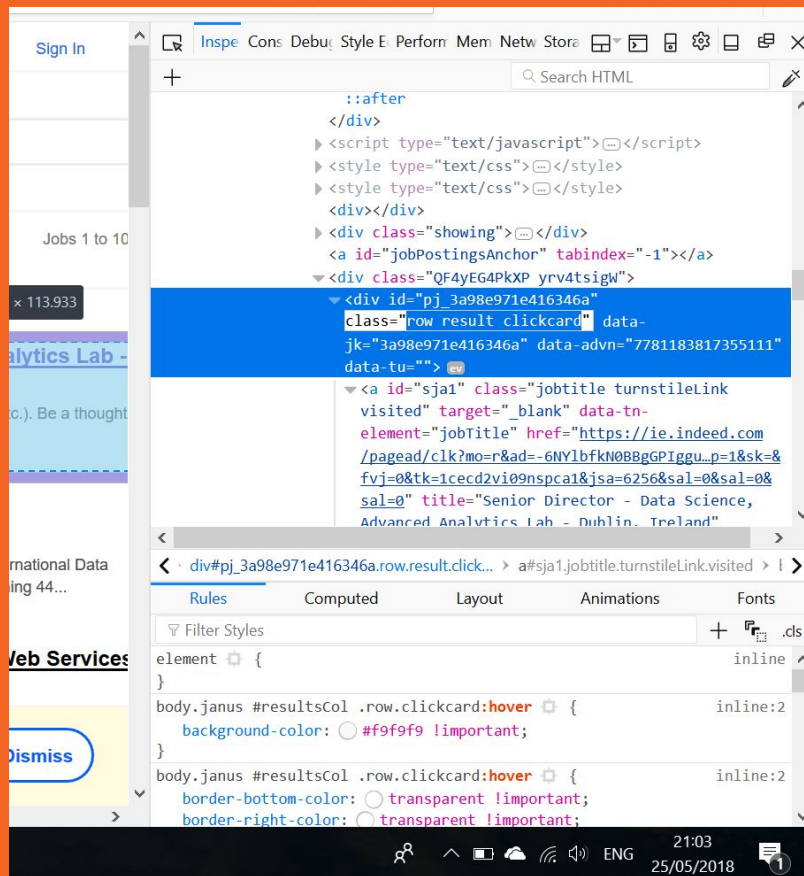 Sign In
Jobs 1 to 10
× 113.933
alytics Lab -
tc.). Be a thought
rnational Data
ning 44...
Web Services
Dismiss
Inspe Cons Debug Style E Perform Mem Netw Stora
+ Search HTML
::after
</div>
<script type="text/javascript">…</script>
<style type="text/css">…</style>
<style type="text/css">…</style>
<div></div>
<div class="showing">…</div>
<a id="jobPostingsAnchor" tabindex="-1"></a>
<div class="QF4yEG4PkXP yrv4tsigW">
<div id="pj_3a98e971e416346a"
class="row result clickcard" data-
jk="3a98e971e416346a" data-advn="7781183817355111"
data-tu=""> ev
<a id="sja1" class="jobtitle turnstileLink
visited" target="_blank" data-tn-
element="jobTitle" href="https://ie.indeed.com
/pagead/clk?mo=r&ad=-6NYlbfkN0BBgGPIggu…p=1&sk=&
fvj=0&tk=1cecd2vi09nspca1&jsa=6256&sal=0&sal=0&
sal=0" title="Senior Director - Data Science,
Advanced Analytics Lab - Dublin, Ireland"
div#pj_3a98e971e416346a.row.result.click... > a#sja1.jobtitle.turnstileLink.visited >
Rules Computed Layout Animations Fonts
Filter Styles + .cls
element { inline
}
body.janus #resultsCol .row.clickcard:hover { inline:2
background-color: #f9f9f9 !important;
}
body.janus #resultsCol .row.clickcard:hover { inline:2
border-bottom-color: transparent !important;
border-right-color: transparent !important;
ENG
21:03
25/05/2018
1